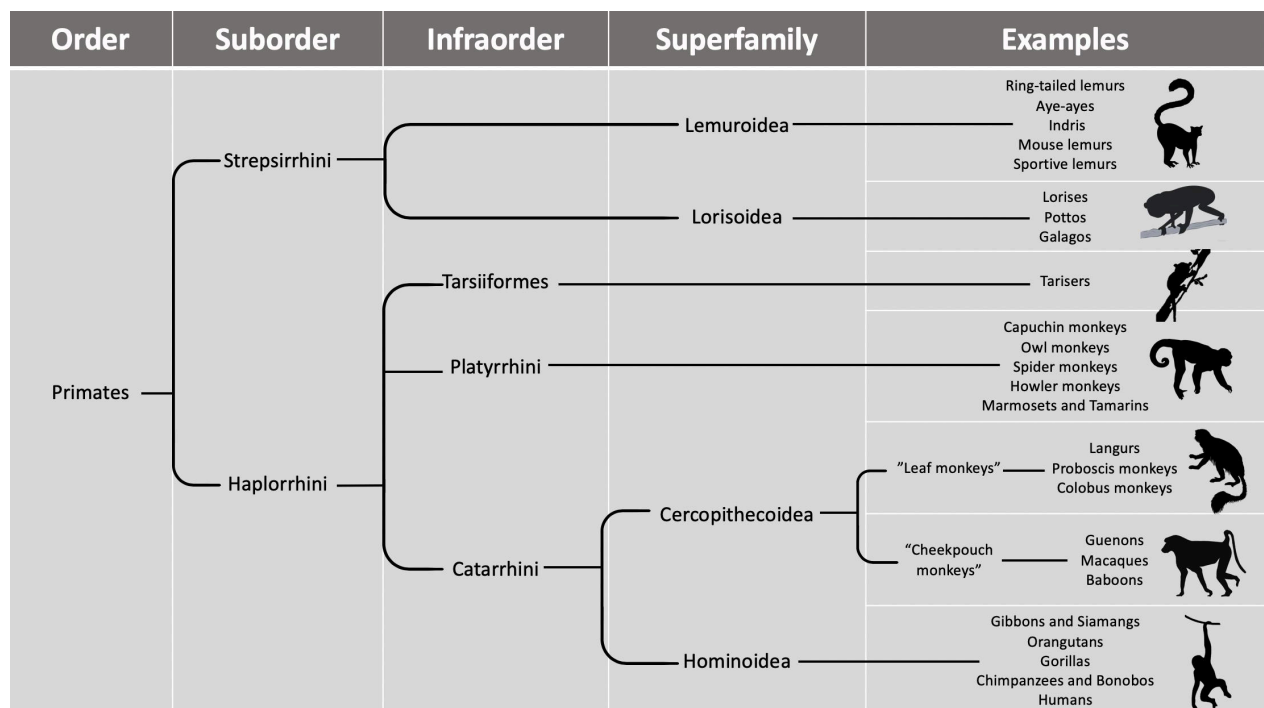 Order Suborder Infraorder Superfamily Examples
Ring-tailed lemurs
Aye-ayes
Lemuroidea Indris
Mouse lemurs
Strepsirrhini Sportive lemurs
Lorises
Lorisoidea Pottos
Galagos
Tarsiiformes Tarisers
Capuchin monkeys
Owl monkeys
Platyrrhini Spider monkeys
Howler monkeys
Primates Marmosets and Tamarins
Langurs
”Leaf monkeys” Proboscis monkeys
Haplorrhini Colobus monkeys
Cercopithecoidea
Guenons
“Cheekpouch Macaques
monkeys” Baboons
Catarrhini
Gibbons and Siamangs
Orangutans
Hominoidea Gorillas
Chimpanzees and Bonobos
Humans